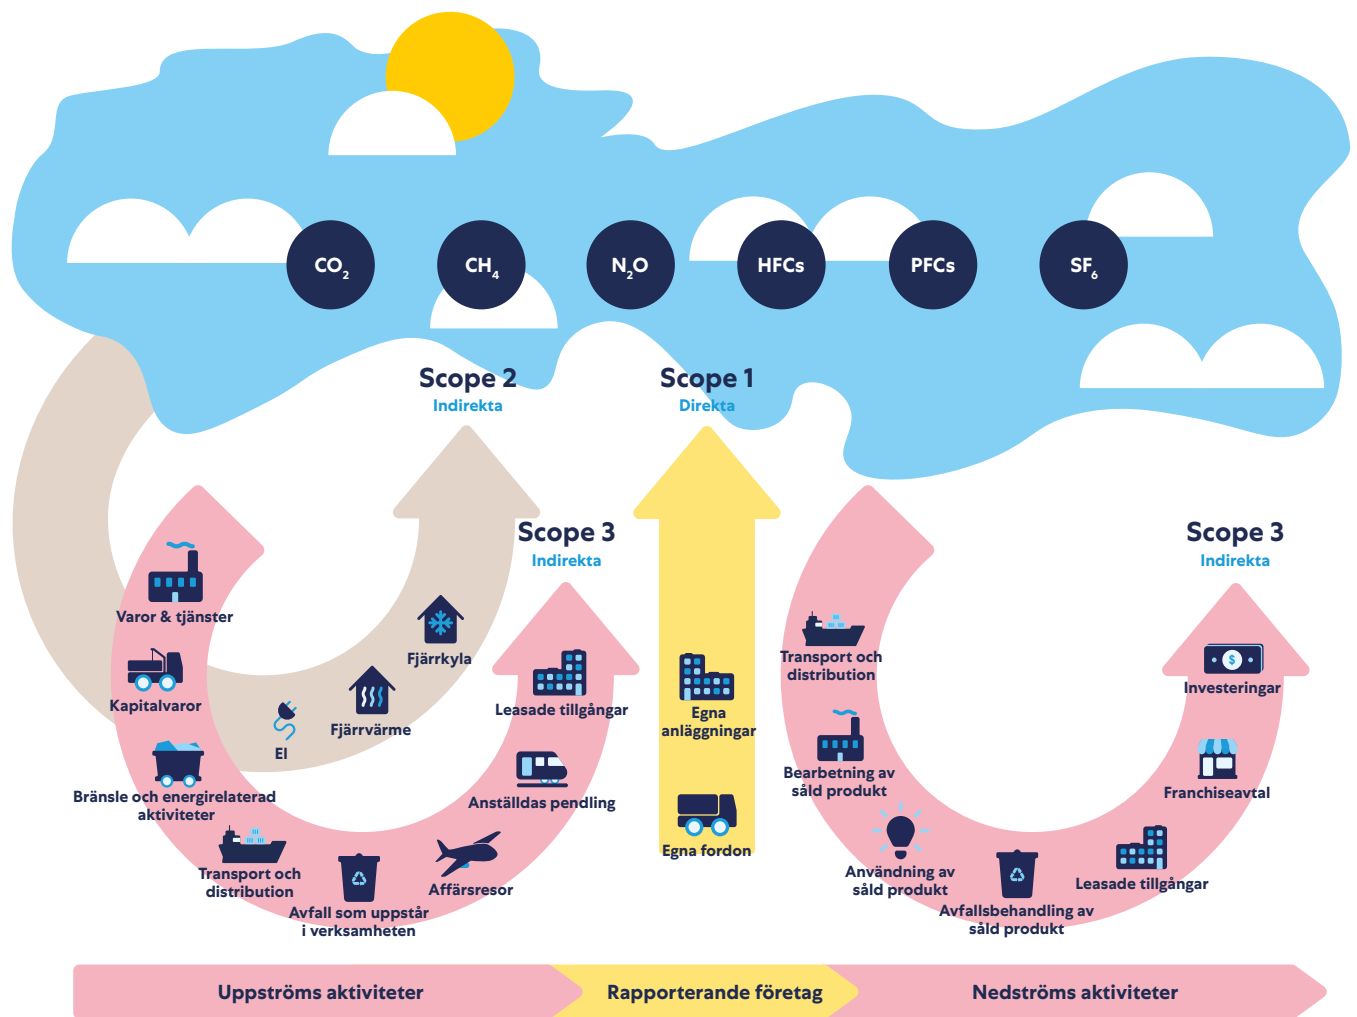 CO2
CH4
N2O
HFCs
PFCs
SF6
Scope 2
Indirekta
Scope 1
Direkta
Scope 3
Indirekta
Scope 3
Indirekta
Varor & tjänster
Kapitalvaror
Bränsle och energirelaterad
aktiviteter
Transport och
distribution
Avfall som uppstår
i verksamheten
Affärsresor
Anställdas pendling
Leasade tillgångar
El
Fjärrvärme
Fjärrkyla
Egna
anläggningar
Egna fordon
Transport och
distribution
Bearbetning av
såld produkt
Användning av
såld produkt
Avfallsbehandling av
såld produkt
Leasade tillgångar
Franchiseavtal
Investeringar
$
Uppströms aktiviteter
Rapporterande företag
Nedströms aktiviteter